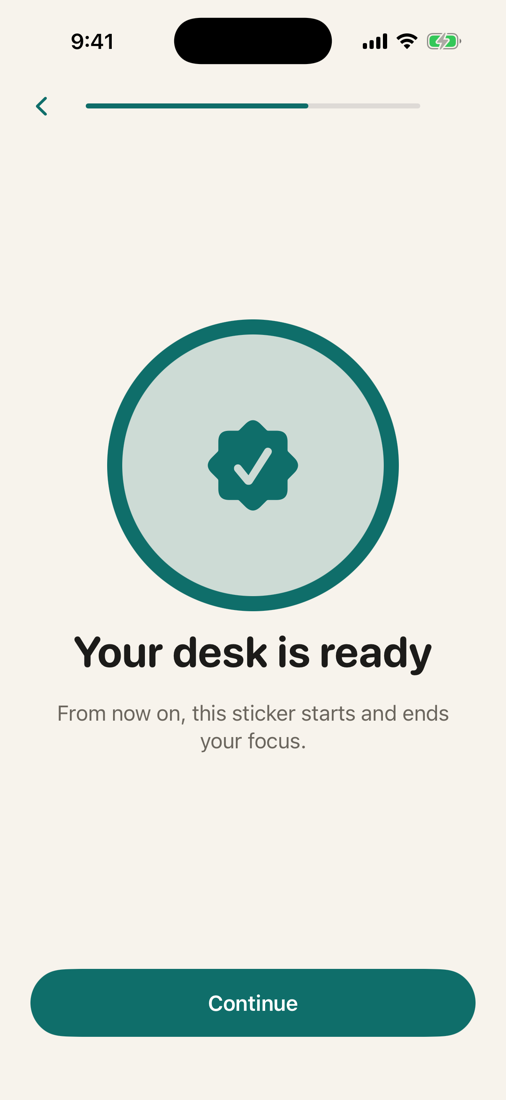 9:41
Your desk is ready
From now on, this sticker starts and ends
your focus.
Continue